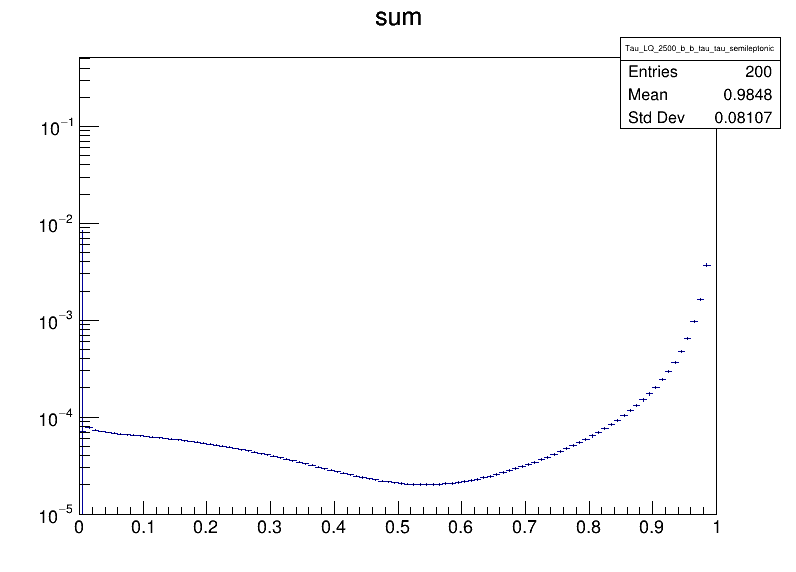 sum
Tau_LQ_2500_b_b_tau_tau_semileptonic
Entries 200
Mean 0.9848
Std Dev 0.08107
10−1
10−2
10−3
10−4
10−5
0 0.1 0.2 0.3 0.4 0.5 0.6 0.7 0.8 0.9 1